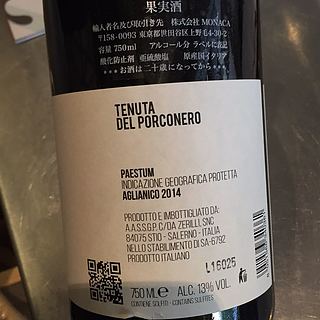 果実酒
輸入者名及び引取先 株式会社 MONACA
〒158-0093 東京都世田谷区上野毛4-30-2
容量 750ml アルコール分 ラベルに表記
酸化防止剤 亜硫酸塩 原産国イタリア
***お酒は二十歳になってから***
TENUTA
DEL PORCONERO
PAESTUM
INDICAZIONE GEOGRAFICA PROTETTA
AGLIANICO 2014
PRODOTTO E IMBOTTIGLIATO DA:
A.A.S.S.G.P. C/DA ZERILLI, SNC
84075 STIO - SALERNO - ITALIA
NELLO STABILIMENTO DI SA-6792
PRODOTTO ITALIANO
L16025
750 ML e ALC. 13% VOL.
CONTIENE SOLFITI - CONTAINS SULFITES